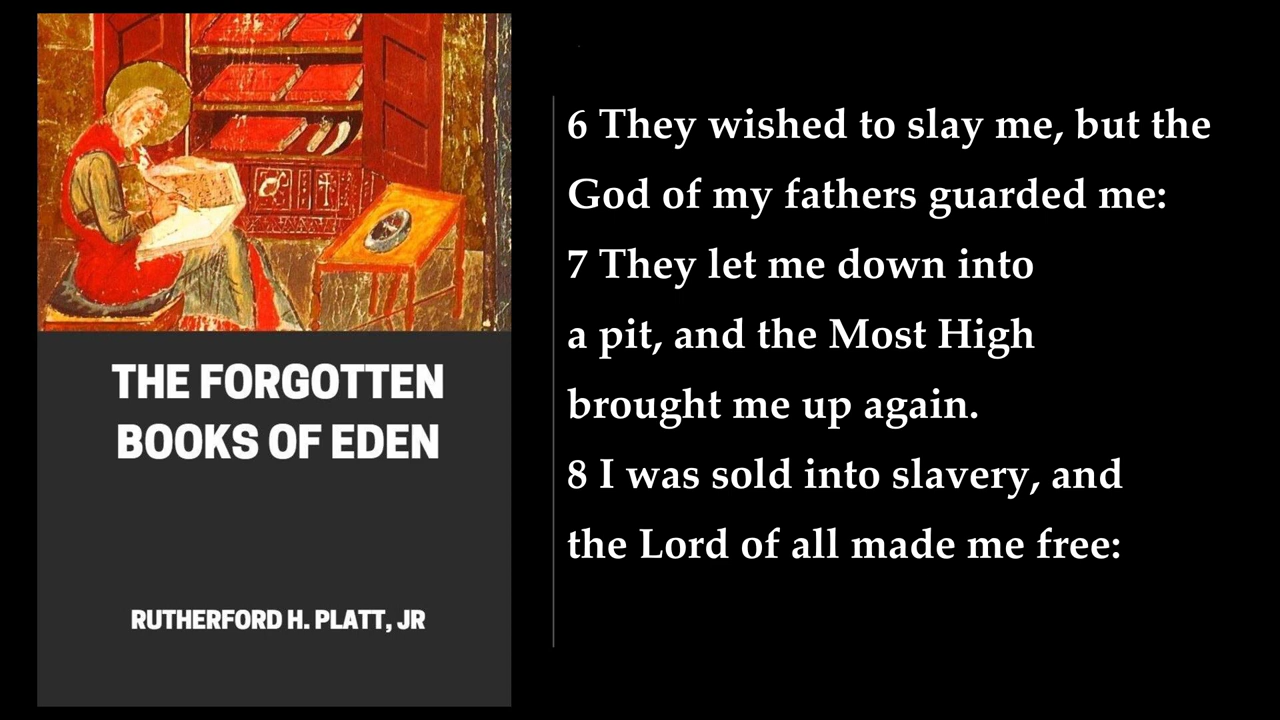 THE FORGOTTEN
BOOKS OF EDEN
RUTHERFORD H. PLATT, JR
6 They wished to slay me, but the
God of my fathers guarded me:
7 They let me down into
a pit, and the Most High
brought me up again.
8 I was sold into slavery, and
the Lord of all made me free: